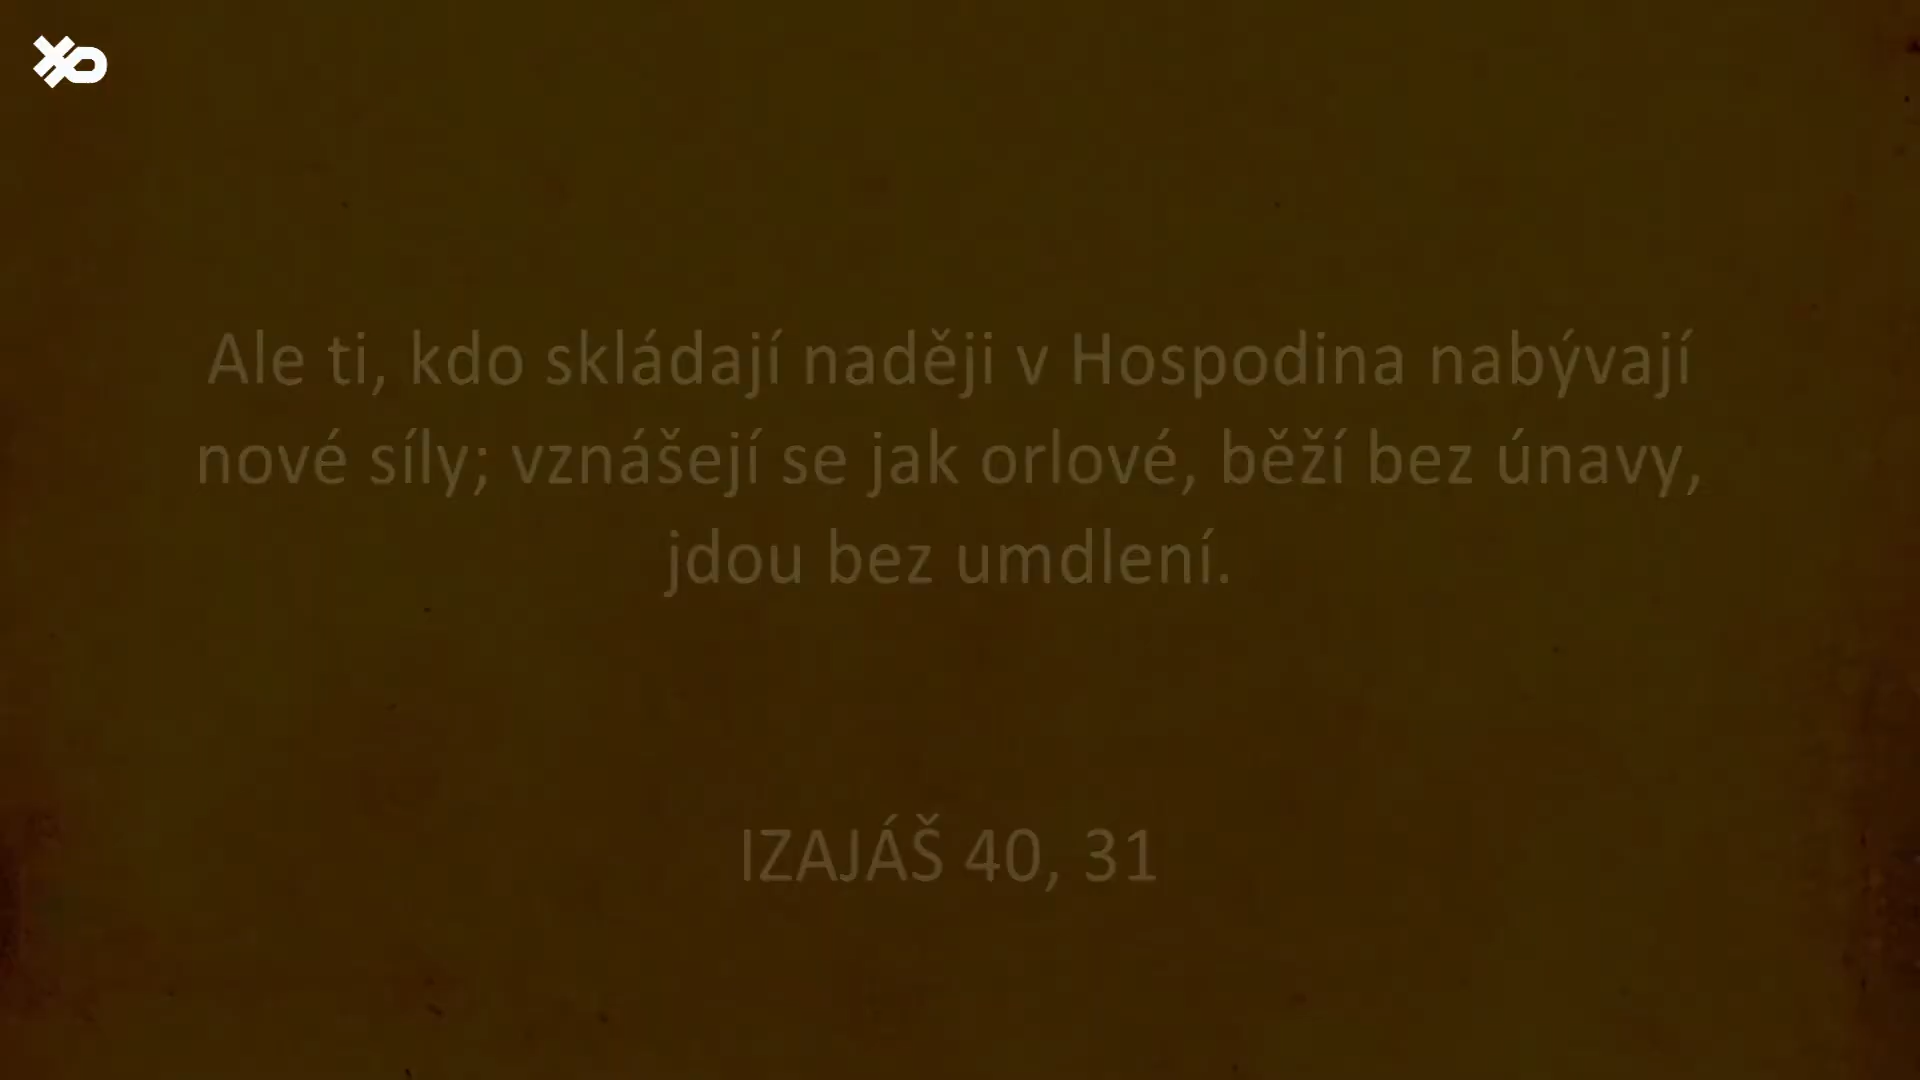 Ale ti, kdo skládají naději v Hospodina nabývají
nové síly; vznášejí se jak orlové, běží bez únavy,
jdou bez umdlení.
IZAJÁŠ 40, 31